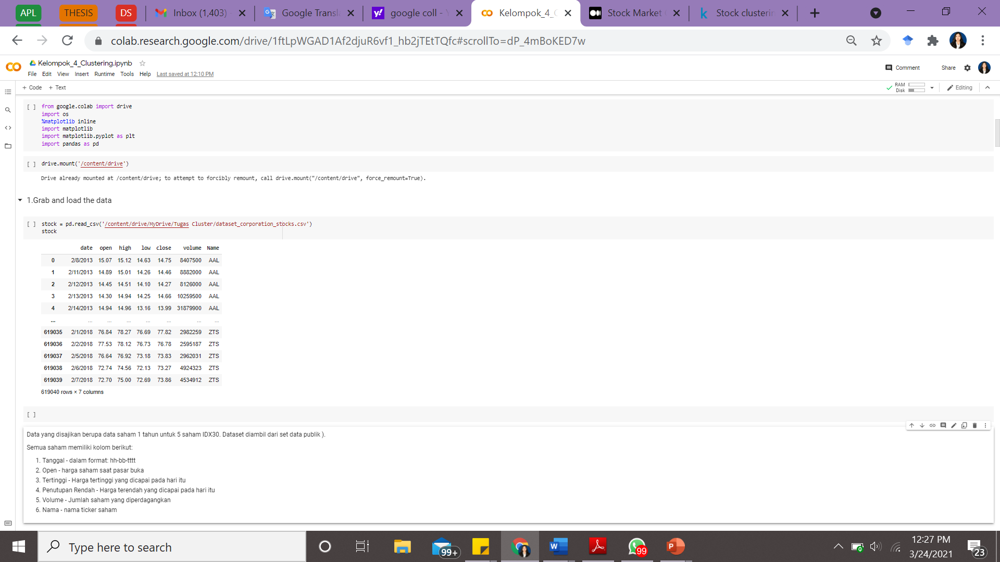 APL
THESIS
DS
Inbox (1,403)
Google Transl
google coll -
Kelompok_4_C
Stock Market
Stock clusterin
colab.research.google.com/drive/1ftLpWGAD1Af2djuR6vf1_hb2jTEtTQfc#scrollTo=dP_4mBoKED7w
Kelompok_4_Clustering.ipynb
Comment
Share
File Edit View Insert Runtime Tools Help Last saved at 12:10 PM
+ Code + Text
RAM
Disk
Editing
[ ] from google.colab import drive
import os
%matplotlib inline
import matplotlib
import matplotlib.pyplot as plt
import pandas as pd
[ ] drive.mount('/content/drive')
Drive already mounted at /content/drive; to attempt to forcibly remount, call drive.mount("/content/drive", force_remount=True).
1.Grab and load the data
[ ] stock = pd.read_csv('/content/drive/MyDrive/Tugas Cluster/dataset_corporation_stocks.csv')
stock
date open high low close volume Name
0 2/8/2013 15.07 15.12 14.63 14.75 8407500 AAL
1 2/11/2013 14.89 15.01 14.26 14.46 8882000 AAL
2 2/12/2013 14.45 14.51 14.10 14.27 8126000 AAL
3 2/13/2013 14.30 14.94 14.25 14.66 10259500 AAL
4 2/14/2013 14.94 14.96 13.16 13.99 31879900 AAL
... ... ... ... ... ... ... ...
619035 2/1/2018 76.84 78.27 76.69 77.82 2982259 ZTS
619036 2/2/2018 77.53 78.12 76.73 76.78 2595187 ZTS
619037 2/5/2018 76.64 76.92 73.18 73.83 2962031 ZTS
619038 2/6/2018 72.74 74.56 72.13 73.27 4924323 ZTS
619039 2/7/2018 72.70 75.00 72.69 73.86 4534912 ZTS
619040 rows × 7 columns
[ ]
Data yang disajikan berupa data saham 1 tahun untuk 5 saham IDX30. Dataset diambil dari set data publik ).
Semua saham memiliki kolom berikut:
1. Tanggal - dalam format: hh-bb-tttt
2. Open - harga saham saat pasar buka
3. Tertinggi - Harga tertinggi yang dicapai pada hari itu
4. Penutupan Rendah - Harga terendah yang dicapai pada hari itu
5. Volume - Jumlah saham yang diperdagangkan
6. Nama - nama ticker saham
Type here to search
99+
99
12:27 PM
3/24/2021
23